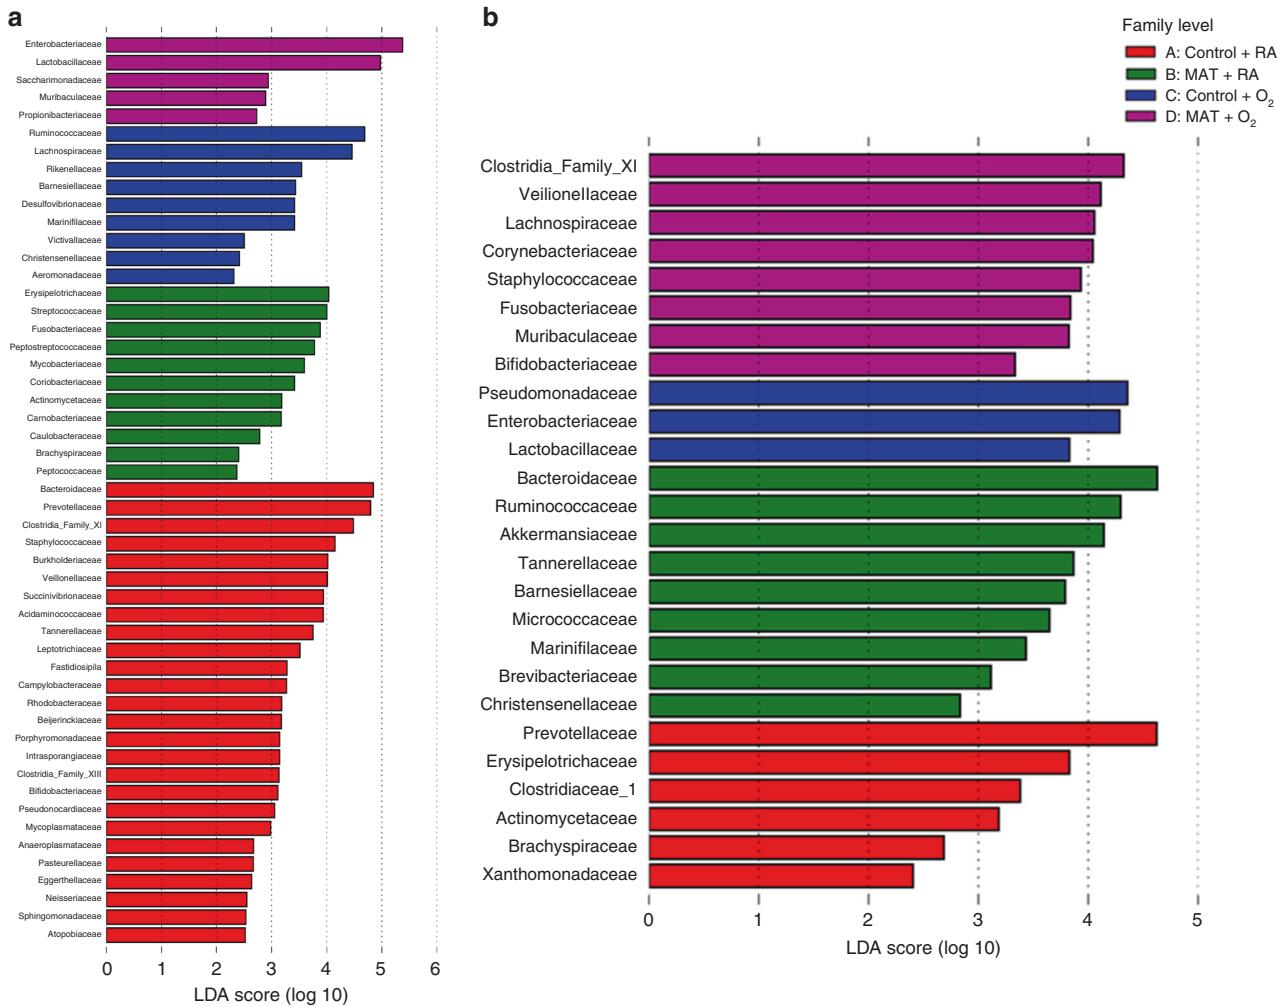 a
Enterobacteriaceae
Lactobacillaceae
Saccharimonadaceae
Muribaculaceae
Propionibacteriaceae
Ruminococcaceae
Lachnospiraceae
Rikenellaceae
Barnesiellaceae
Desulfovibrionaceae
Marinifilaceae
Victivallaceae
Christensenellaceae
Aeromonadaceae
Erysipelotrichaceae
Streptococcaceae
Fusobacteriaceae
Peptostreptococcaceae
Mycobacteriaceae
Coriobacteriaceae
Actinomycetaceae
Carnobacteriaceae
Caulobacteraceae
Brachyspiraceae
Peptococcaceae
Bacteroidaceae
Prevotellaceae
Clostridia_Family_XI
Staphylococcaceae
Burkholderiaceae
Veillonellaceae
Succinivibrionaceae
Acidaminococcaceae
Tannerellaceae
Leptotrichiaceae
Fastidiosipila
Campylobacteraceae
Rhodobacteraceae
Beijerinckiaceae
Porphyromonadaceae
Intrasporangiaceae
Clostridia_Family_XIII
Bifidobacteriaceae
Pseudonocardiaceae
Mycoplasmataceae
Anaeroplasmataceae
Pasteurellaceae
Eggerthellaceae
Neisseriaceae
Sphingomonadaceae
Atopobiaceae
0 1 2 3 4 5 6
LDA score (log 10)
b
Family level
A: Control + RA
B: MAT + RA
C: Control + O2
D: MAT + O2
Clostridia_Family_XI
Veilionellaceae
Lachnospiraceae
Corynebacteriaceae
Staphylococcaceae
Fusobacteriaceae
Muribaculaceae
Bifidobacteriaceae
Pseudomonadaceae
Enterobacteriaceae
Lactobacillaceae
Bacteroidaceae
Ruminococcaceae
Akkermansiaceae
Tannerellaceae
Barnesiellaceae
Micrococcaceae
Marinifilaceae
Brevibacteriaceae
Christensenellaceae
Prevotellaceae
Erysipelotrichaceae
Clostridiaceae_1
Actinomycetaceae
Brachyspiraceae
Xanthomonadaceae
0 1 2 3 4 5
LDA score (log 10)